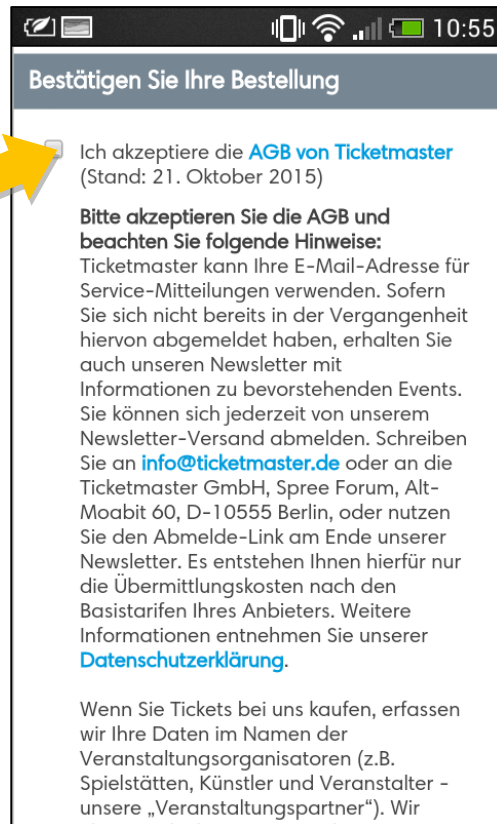 10:55
Bestätigen Sie Ihre Bestellung
Ich akzeptiere die AGB von Ticketmaster
(Stand: 21. Oktober 2015)
Bitte akzeptieren Sie die AGB und
beachten Sie folgende Hinweise:
Ticketmaster kann Ihre E-Mail-Adresse für
Service-Mitteilungen verwenden. Sofern
Sie sich nicht bereits in der Vergangenheit
hiervon abgemeldet haben, erhalten Sie
auch unseren Newsletter mit
Informationen zu bevorstehenden Events.
Sie können sich jederzeit von unserem
Newsletter-Versand abmelden. Schreiben
Sie an info@ticketmaster.de oder an die
Ticketmaster GmbH, Spree Forum, Alt-
Moabit 60, D-10555 Berlin, oder nutzen
Sie den Abmelde-Link am Ende unserer
Newsletter. Es entstehen Ihnen hierfür nur
die Übermittlungskosten nach den
Basistarifen Ihres Anbieters. Weitere
Informationen entnehmen Sie unserer
Datenschutzerklärung.
Wenn Sie Tickets bei uns kaufen, erfassen
wir Ihre Daten im Namen der
Veranstaltungsorganisatoren (z.B.
Spielstätten, Künstler und Veranstalter -
unsere „Veranstaltungspartner"). Wir